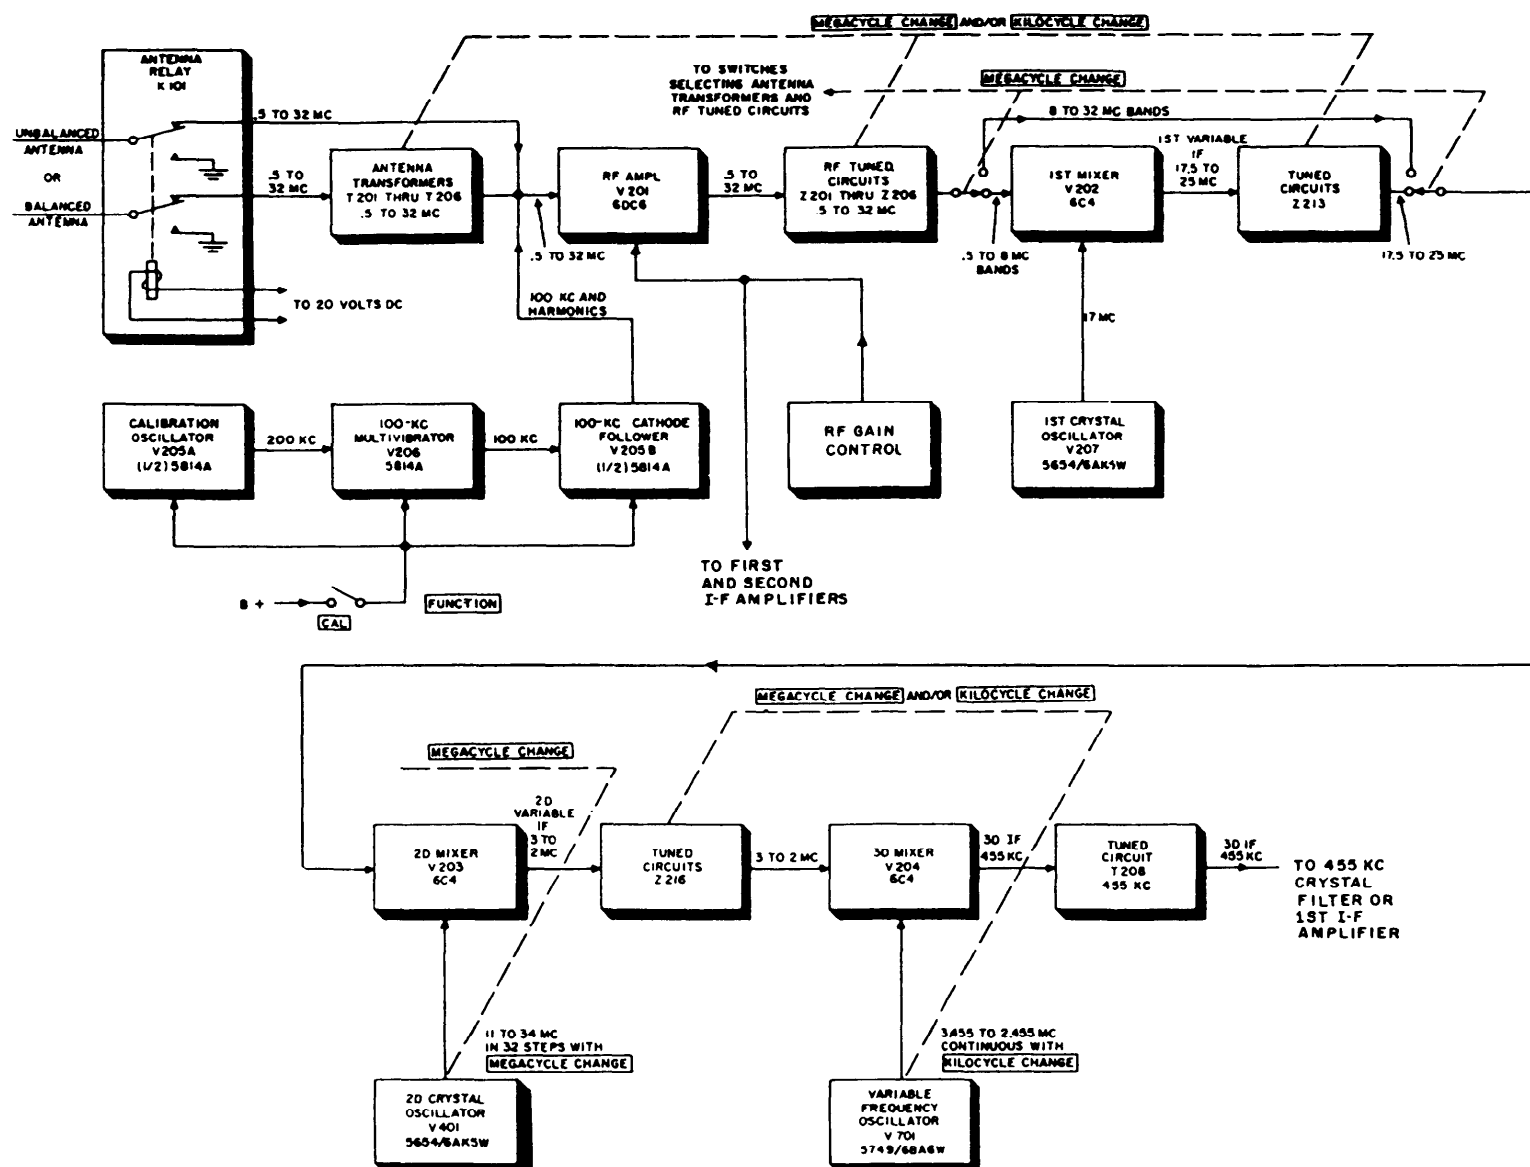 MEGACYCLE CHANGE AND/OR KILOCYCLE CHANGE
ANTENNA
RELAY
K 101
TO SWITCHES
SELECTING ANTENNA
TRANSFORMERS AND
RF TUNED CIRCUITS
MEGACYCLE CHANGE
UNBALANCED
ANTENNA
OR
BALANCED
ANTENNA
.5 TO 32 MC
.5 TO
32 MC
ANTENNA
TRANSFORMERS
T 201 THRU T 206
.5 TO 32 MC
RF AMPL
V 201
6DC6
.5 TO
32 MC
RF TUNED
CIRCUITS
Z 201 THRU Z 206
.5 TO 32 MC
8 TO 32 MC BANDS
1ST MIXER
V 202
6C4
1ST VARIABLE
IF
17.5 TO
25 MC
TUNED
CIRCUITS
Z 213
.5 TO 32 MC
.5 TO 8 MC
BANDS
17.5 TO 25 MC
TO 20 VOLTS DC
100 KC AND
HARMONICS
17 MC
CALIBRATION
OSCILLATOR
V205A
(1/2) 5814A
200 KC
100-KC
MULTIVIBRATOR
V206
5814A
100 KC
100-KC CATHODE
FOLLOWER
V205B
(1/2) 5814A
RF GAIN
CONTROL
1ST CRYSTAL
OSCILLATOR
V207
5654/6AK5W
TO FIRST
AND SECOND
I-F AMPLIFIERS
B +
CAL
FUNCTION
MEGACYCLE CHANGE AND/OR KILOCYCLE CHANGE
MEGACYCLE CHANGE
2D MIXER
V 203
6C4
2D
VARIABLE
IF
3 TO
2 MC
TUNED
CIRCUITS
Z 216
3 TO 2 MC
3D MIXER
V 204
6C4
3D IF
455 KC
TUNED
CIRCUIT
T 208
455 KC
3D IF
455 KC
TO 455 KC
CRYSTAL
FILTER OR
1ST I-F
AMPLIFIER
11 TO 34 MC
IN 32 STEPS WITH
MEGACYCLE CHANGE
3.455 TO 2.455 MC
CONTINUOUS WITH
KILOCYCLE CHANGE
2D CRYSTAL
OSCILLATOR
V 401
5654/6AK5W
VARIABLE
FREQUENCY
OSCILLATOR
V 701
5749/6BA6W